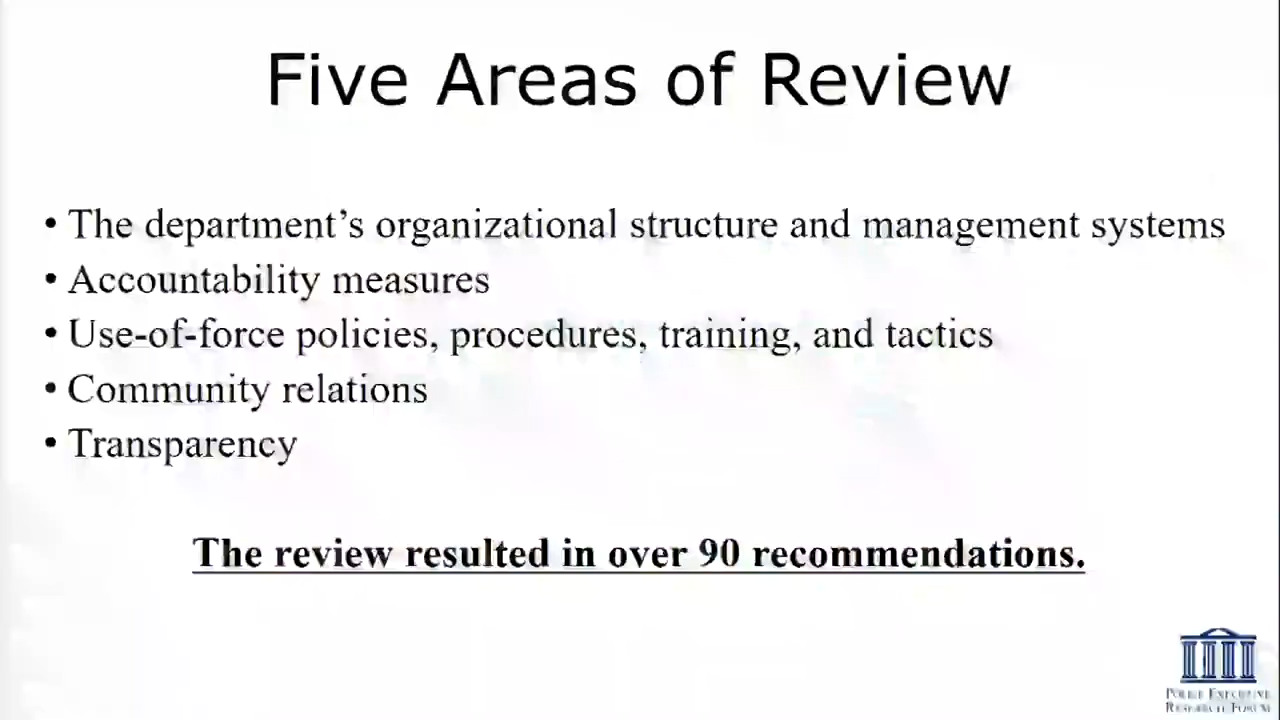 Five Areas of Review
• The department’s organizational structure and management systems
• Accountability measures
• Use-of-force policies, procedures, training, and tactics
• Community relations
• Transparency
The review resulted in over 90 recommendations.
POLICE EXECUTIVE
RESEARCH FORUM